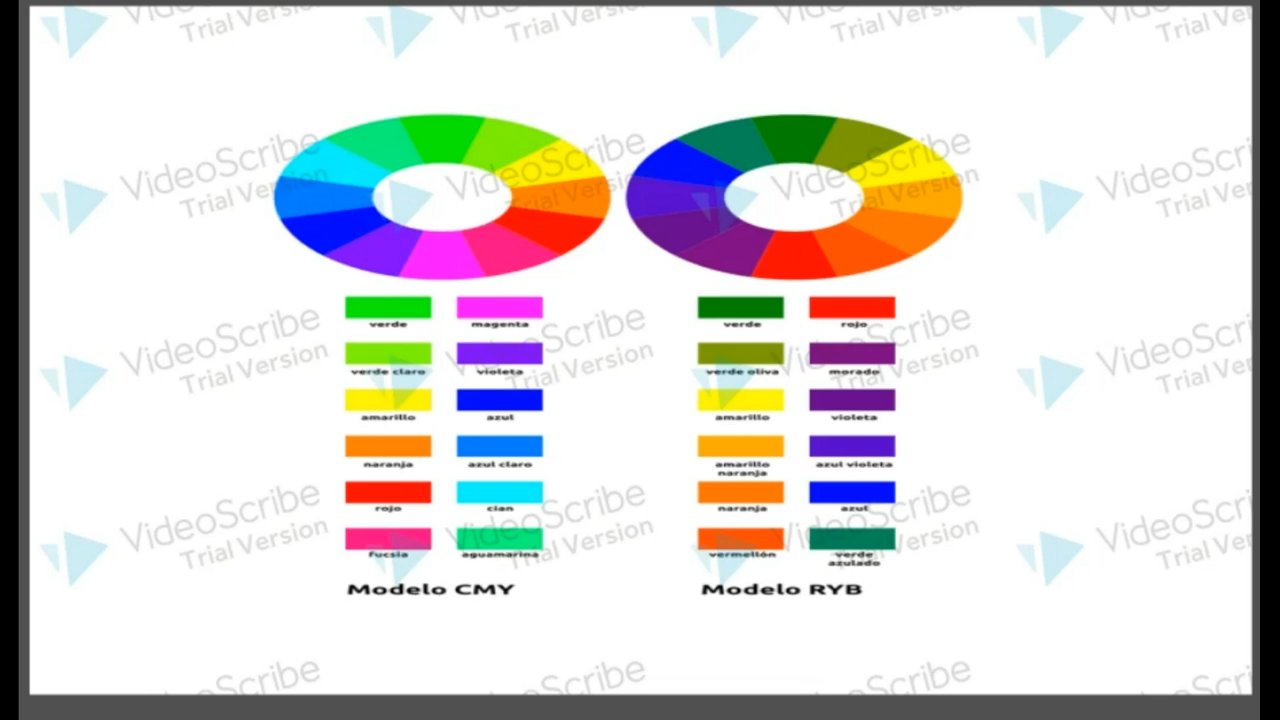 VideoScribe
Trial Version
verde
magenta
verde claro
violeta
amarillo
azul
naranja
azul claro
rojo
cian
fucsia
aguamarina
Modelo CMY
verde
rojo
verde oliva
morado
amarillo
violeta
amarillo
naranja
azul violeta
naranja
azul
vermellón
verde
azulado
Modelo RYB